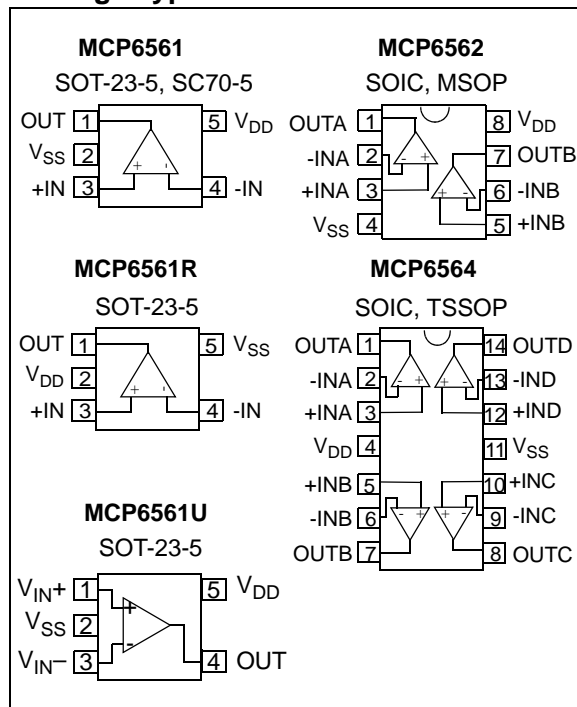 MCP6561
SOT-23-5, SC70-5
OUT 1 5 VDD
VSS 2
+IN 3 4 -IN
+ -
MCP6562
SOIC, MSOP
OUTA 1 8 VDD
-INA 2 7 OUTB
+INA 3 6 -INB
VSS 4 5 +INB
- +
+ -
MCP6561R
SOT-23-5
OUT 1 5 VSS
VDD 2
+IN 3 4 -IN
+ -
MCP6564
SOIC, TSSOP
OUTA 1 14 OUTD
-INA 2 13 -IND
+INA 3 12 +IND
VDD 4 11 VSS
+INB 5 10 +INC
-INB 6 9 -INC
OUTB 7 8 OUTC
- + + -
- + + -
MCP6561U
SOT-23-5
VIN+ 1 5 VDD
VSS 2
VIN– 3 4 OUT
+
-